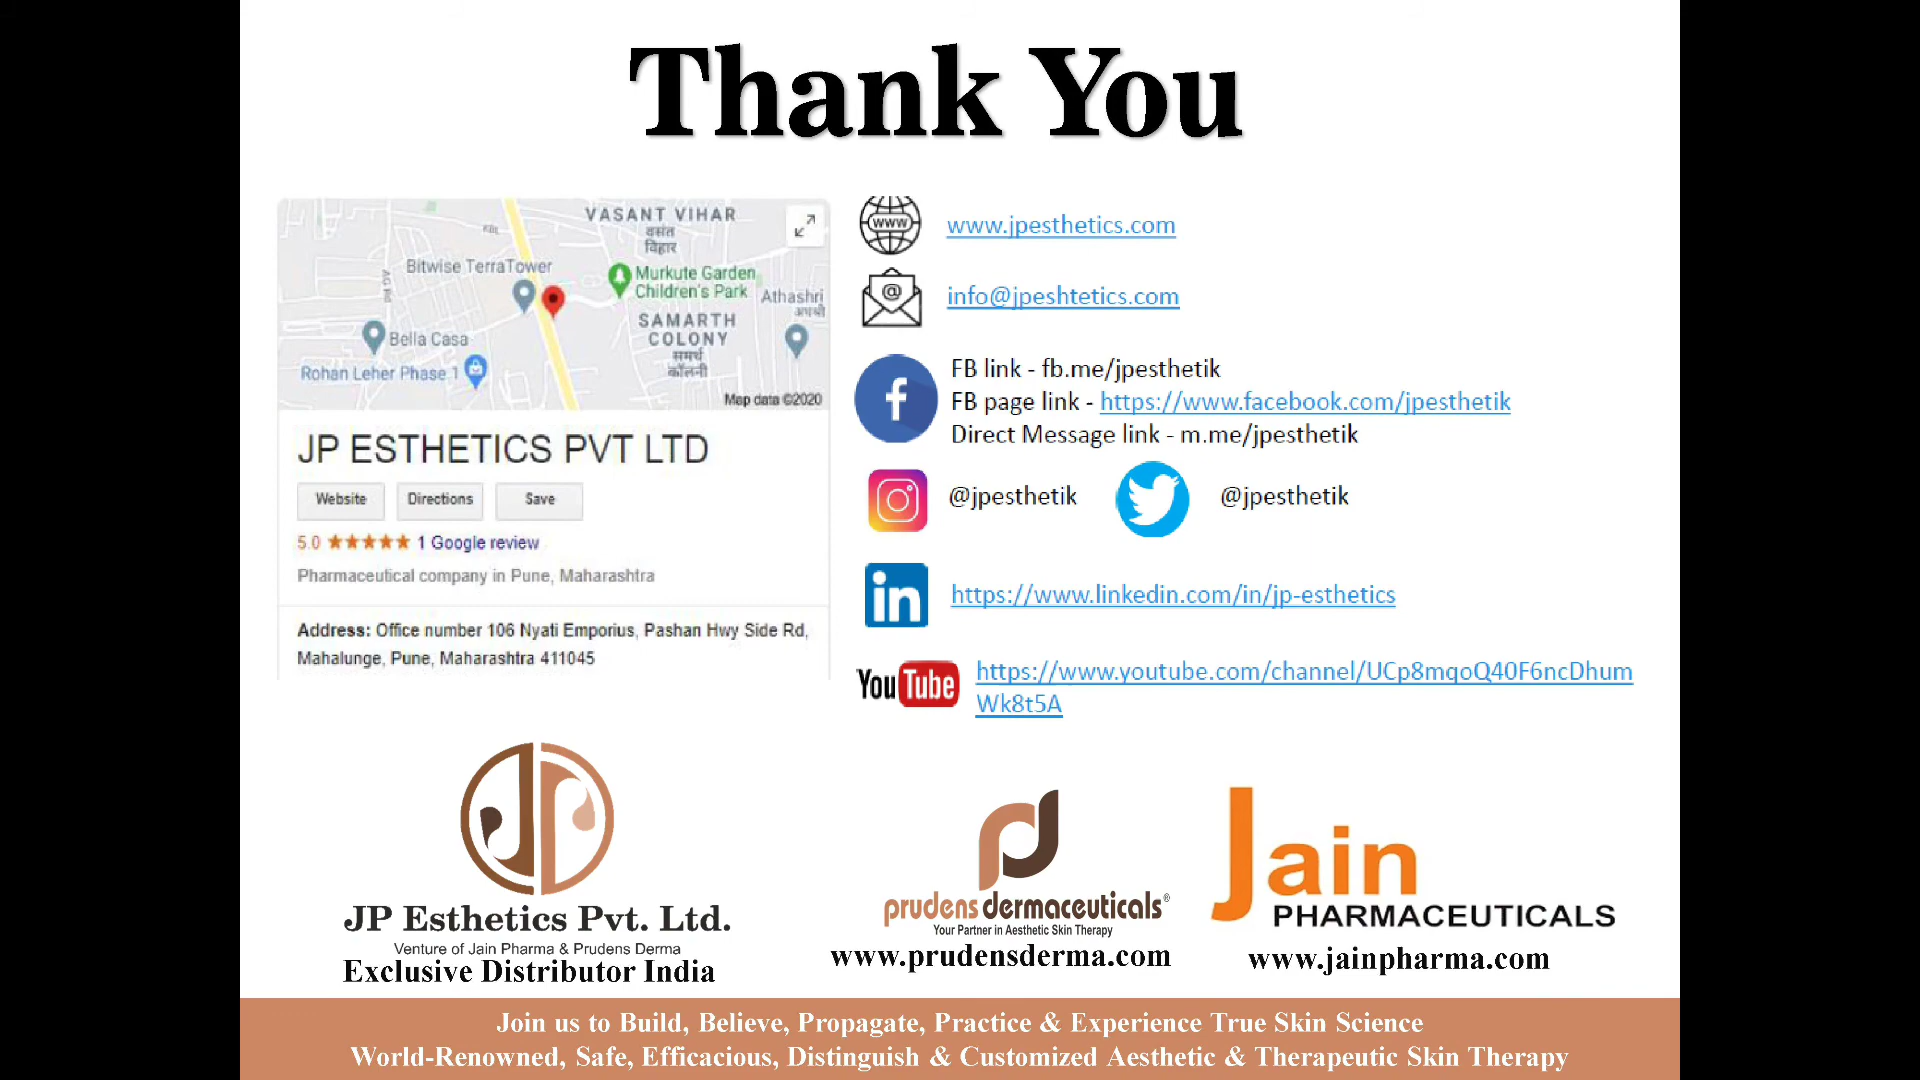 Thank You
VASANT VIHAR
वसंत
विहार
Bitwise TerraTower
Murkute Garden
Children's Park
Athashri
अथश्री
SAMARTH
COLONY
समर्थ
कॉलनी
Bella Casa
Rohan Leher Phase 1
Map data ©2020
JP ESTHETICS PVT LTD
Website Directions Save
5.0 ★★★★★ 1 Google review
Pharmaceutical company in Pune, Maharashtra
Address: Office number 106 Nyati Emporius, Pashan Hwy Side Rd,
Mahalunge, Pune, Maharashtra 411045
www
www.jpesthetics.com
@
info@jpeshtetics.com
f
FB link - fb.me/jpesthetik
FB page link - https://www.facebook.com/jpesthetik
Direct Message link - m.me/jpesthetik
@jpesthetik @jpesthetik
in
https://www.linkedin.com/in/jp-esthetics
YouTube
https://www.youtube.com/channel/UCp8mqoQ40F6ncDhum
Wk8t5A
JP Esthetics Pvt. Ltd.
Venture of Jain Pharma & Prudens Derma
Exclusive Distributor India
prudens dermaceuticals®
Your Partner in Aesthetic Skin Therapy
www.prudensderma.com
Jain
PHARMACEUTICALS
www.jainpharma.com
Join us to Build, Believe, Propagate, Practice & Experience True Skin Science
World-Renowned, Safe, Efficacious, Distinguish & Customized Aesthetic & Therapeutic Skin Therapy